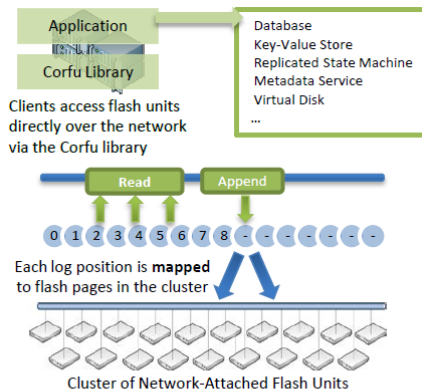 Application
Corfu Library
Database
Key-Value Store
Replicated State Machine
Metadata Service
Virtual Disk
...
Clients access flash units
directly over the network
via the Corfu library
Read
Append
0 1 2 3 4 5 6 7 8 - - - - - - -
Each log position is mapped
to flash pages in the cluster
Cluster of Network-Attached Flash Units